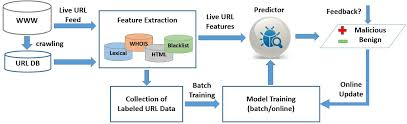 WWW
Live URL
Feed
Feature Extraction
Lexical
WHOIS
HTML
Blacklist
Live URL
Features
Predictor
Feedback?
Malicious
Benign
crawling
URL DB
Collection of
Labeled URL Data
Batch
Training
Model Training
(batch/online)
Online
Update